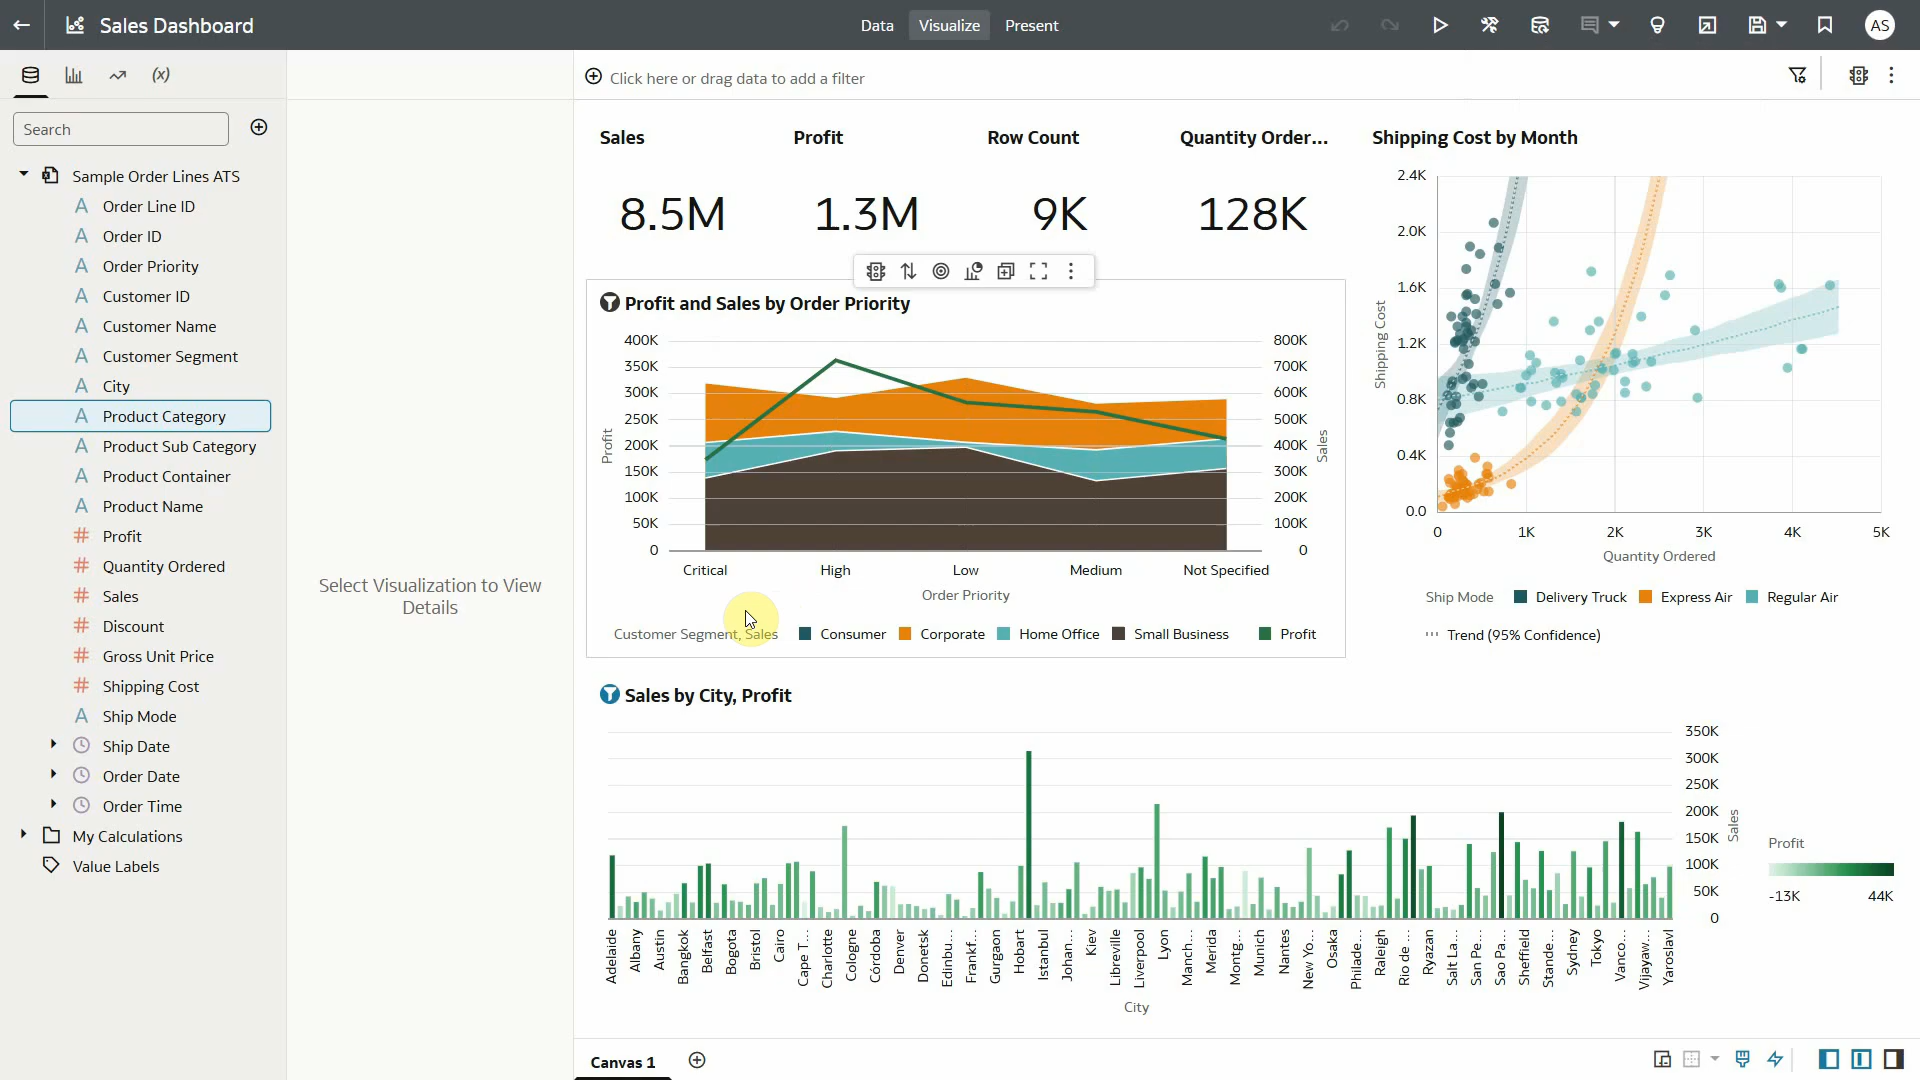 Sales Dashboard
Data
Visualize
Present
AS
(x)
Click here or drag data to add a filter
Search
Sample Order Lines ATS
A Order Line ID
A Order ID
A Order Priority
A Customer ID
A Customer Name
A Customer Segment
A City
A Product Category
A Product Sub Category
A Product Container
A Product Name
# Profit
# Quantity Ordered
# Sales
# Discount
# Gross Unit Price
# Shipping Cost
A Ship Mode
Ship Date
Order Date
Order Time
My Calculations
Value Labels
Select Visualization to View
Details
Sales
8.5M
Profit
1.3M
Row Count
9K
Quantity Order...
128K
Profit and Sales by Order Priority
400K
350K
300K
250K
200K
150K
100K
50K
0
Profit
800K
700K
600K
500K
400K
300K
200K
100K
0
Sales
Critical
High
Low
Medium
Not Specified
Order Priority
Customer Segment, Sales
Consumer
Corporate
Home Office
Small Business
Profit
Shipping Cost by Month
2.4K
2.0K
1.6K
1.2K
0.8K
0.4K
0.0
Shipping Cost
0
1K
2K
3K
4K
5K
Quantity Ordered
Ship Mode
Delivery Truck
Express Air
Regular Air
Trend (95% Confidence)
Sales by City, Profit
350K
300K
250K
200K
150K
100K
50K
0
Sales
Adelaide
Albany
Austin
Bangkok
Belfast
Bogota
Bristol
Cairo
Cape T...
Charlotte
Cologne
Córdoba
Denver
Donetsk
Edinbu...
Frankf...
Gurgaon
Hobart
Istanbul
Johan...
Kiev
Libreville
Liverpool
Lyon
Manch...
Merida
Montg...
Munich
Nantes
New Yo...
Osaka
Philade...
Raleigh
Rio de ...
Ryazan
Salt La...
San Pe...
Sao Pa...
Sheffield
Stande...
Sydney
Tokyo
Vanco...
Vijayaw...
Yaroslavl
City
Profit
-13K
44K
Canvas 1